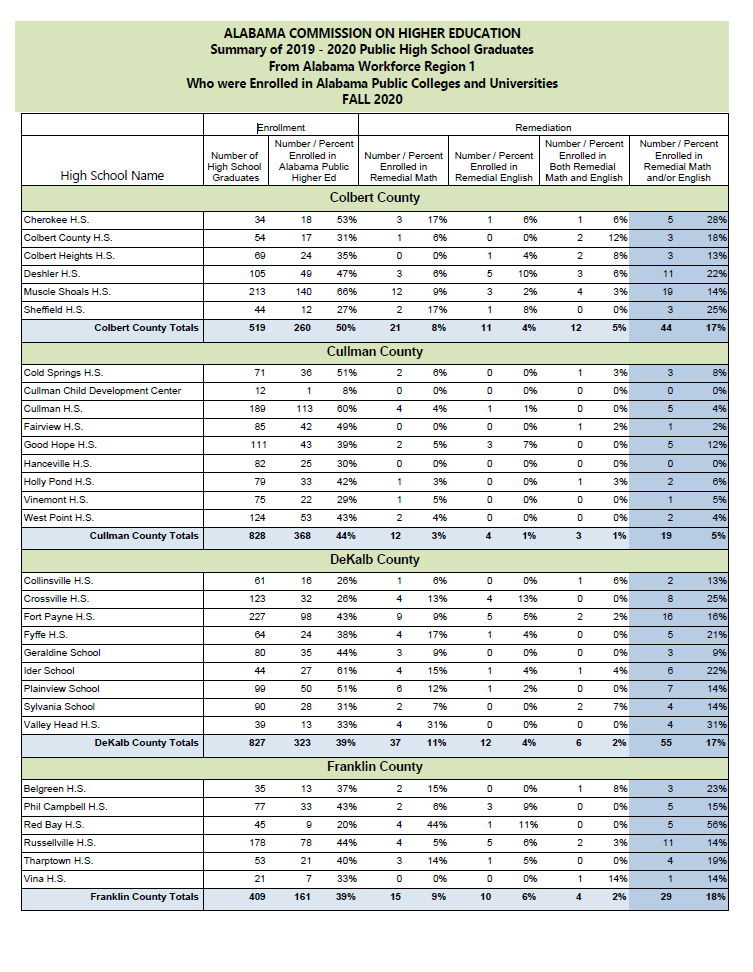 ALABAMA COMMISSION ON HIGHER EDUCATION
Summary of 2019 - 2020 Public High School Graduates
From Alabama Workforce Region 1
Who were Enrolled in Alabama Public Colleges and Universities
FALL 2020
Enrollment Remediation
High School Name
Number of High School Graduates
Number / Percent Enrolled in Alabama Public Higher Ed
Number / Percent Enrolled in Remedial Math
Number / Percent Enrolled in Remedial English
Number / Percent Enrolled in Both Remedial Math and English
Number / Percent Enrolled in Remedial Math and/or English
Colbert County
Cherokee H.S. 34 18 53% 3 17% 1 6% 1 6% 5 28%
Colbert County H.S. 54 17 31% 1 6% 0 0% 2 12% 3 18%
Colbert Heights H.S. 69 24 35% 0 0% 1 4% 2 8% 3 13%
Deshler H.S. 105 49 47% 3 6% 5 10% 3 6% 11 22%
Muscle Shoals H.S. 213 140 66% 12 9% 3 2% 4 3% 19 14%
Sheffield H.S. 44 12 27% 2 17% 1 8% 0 0% 3 25%
Colbert County Totals 519 260 50% 21 8% 11 4% 12 5% 44 17%
Cullman County
Cold Springs H.S. 71 36 51% 2 6% 0 0% 1 3% 3 8%
Cullman Child Development Center 12 1 8% 0 0% 0 0% 0 0% 0 0%
Cullman H.S. 189 113 60% 4 4% 1 1% 0 0% 5 4%
Fairview H.S. 85 42 49% 0 0% 0 0% 1 2% 1 2%
Good Hope H.S. 111 43 39% 2 5% 3 7% 0 0% 5 12%
Hanceville H.S. 82 25 30% 0 0% 0 0% 0 0% 0 0%
Holly Pond H.S. 79 33 42% 1 3% 0 0% 1 3% 2 6%
Vinemont H.S. 75 22 29% 1 5% 0 0% 0 0% 1 5%
West Point H.S. 124 53 43% 2 4% 0 0% 0 0% 2 4%
Cullman County Totals 828 368 44% 12 3% 4 1% 3 1% 19 5%
DeKalb County
Collinsville H.S. 61 16 26% 1 6% 0 0% 1 6% 2 13%
Crossville H.S. 123 32 26% 4 13% 4 13% 0 0% 8 25%
Fort Payne H.S. 227 98 43% 9 9% 5 5% 2 2% 16 16%
Fyffe H.S. 64 24 38% 4 17% 1 4% 0 0% 5 21%
Geraldine School 80 35 44% 3 9% 0 0% 0 0% 3 9%
Ider School 44 27 61% 4 15% 1 4% 1 4% 6 22%
Plainview School 99 50 51% 6 12% 1 2% 0 0% 7 14%
Sylvania School 90 28 31% 2 7% 0 0% 2 7% 4 14%
Valley Head H.S. 39 13 33% 4 31% 0 0% 0 0% 4 31%
DeKalb County Totals 827 323 39% 37 11% 12 4% 6 2% 55 17%
Franklin County
Belgreen H.S. 35 13 37% 2 15% 0 0% 1 8% 3 23%
Phil Campbell H.S. 77 33 43% 2 6% 3 9% 0 0% 5 15%
Red Bay H.S. 45 9 20% 4 44% 1 11% 0 0% 5 56%
Russellville H.S. 178 78 44% 4 5% 5 6% 2 3% 11 14%
Tharptown H.S. 53 21 40% 3 14% 1 5% 0 0% 4 19%
Vina H.S. 21 7 33% 0 0% 0 0% 1 14% 1 14%
Franklin County Totals 409 161 39% 15 9% 10 6% 4 2% 29 18%